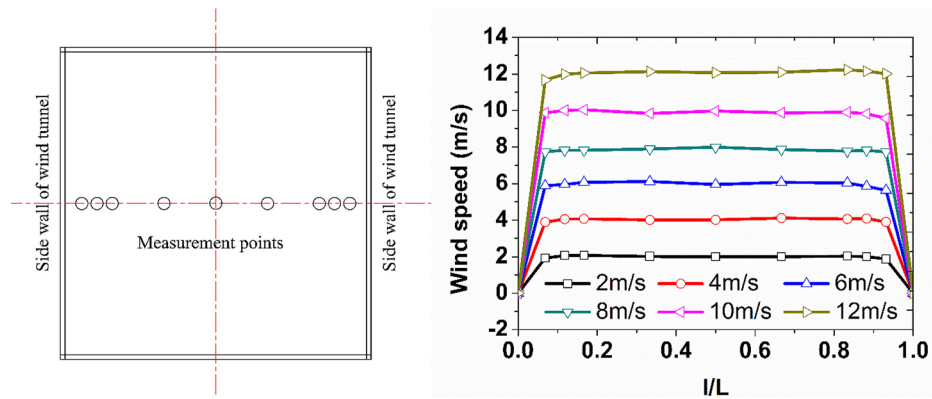 Side wall of wind tunnel
Measurement points
Side wall of wind tunnel
Wind speed (m/s)
14
12
10
8
6
4
2
0
-2
2m/s 4m/s 6m/s
8m/s 10m/s 12m/s
0.0 0.2 0.4 0.6 0.8 1.0
l/L